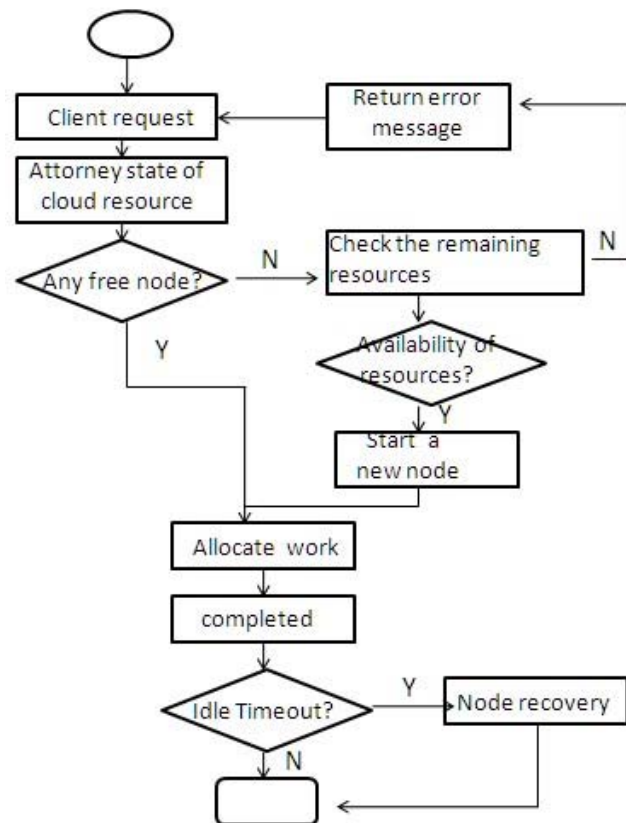 Client request
Return error
message
Attorney state of
cloud resource
Any free node?
N
Check the remaining
resources
N
Y
Availability of
resources?
Y
Start a
new node
Allocate work
completed
Idle Timeout?
Y
Node recovery
N